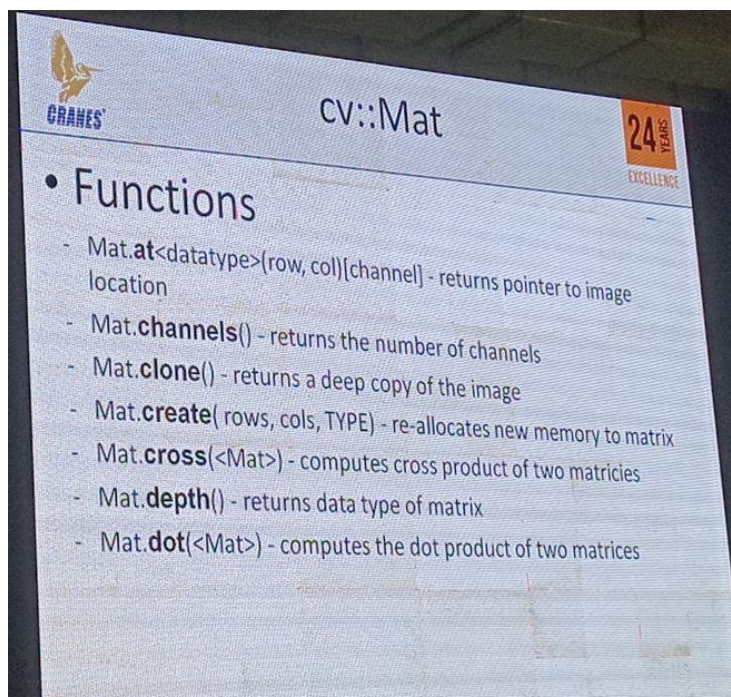 CRANES®
cv::Mat
24 YEARS
EXCELLENCE
• Functions
- Mat.at<datatype>(row, col)[channel] - returns pointer to image
location
- Mat.channels() - returns the number of channels
- Mat.clone() - returns a deep copy of the image
- Mat.create( rows, cols, TYPE) - re-allocates new memory to matrix
- Mat.cross(<Mat>) - computes cross product of two matricies
- Mat.depth() - returns data type of matrix
- Mat.dot(<Mat>) - computes the dot product of two matrices